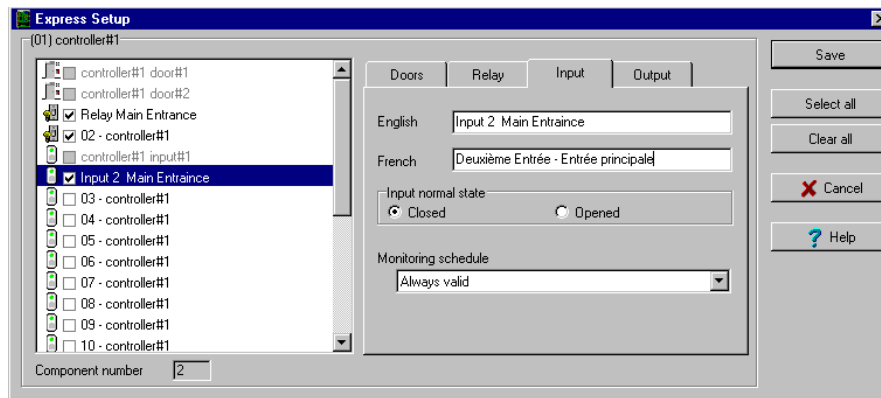 Express Setup
(01) controller#1
controller#1 door#1
controller#1 door#2
Relay Main Entrance
02 - controller#1
controller#1 input#1
Input 2 Main Entraince
03 - controller#1
04 - controller#1
05 - controller#1
06 - controller#1
07 - controller#1
08 - controller#1
09 - controller#1
10 - controller#1
Component number 2
Doors Relay Input Output
English Input 2 Main Entraince
French Deuxième Entrée - Entrée principale
Input normal state
Closed Opened
Monitoring schedule
Always valid
Save
Select all
Clear all
Cancel
? Help